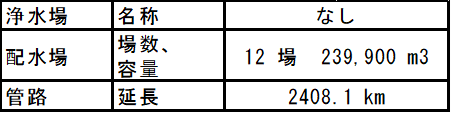 浄水場 名称 なし
配水場 場数、容量 12 場 239,900 m3
管路 延長 2408.1 km